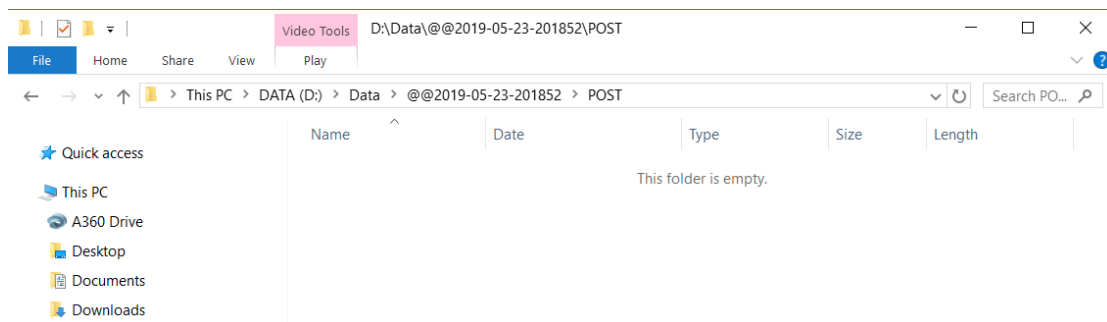 Video Tools D:\Data\@@2019-05-23-201852\POST
File Home Share View Play ?
This PC > DATA (D:) > Data > @@2019-05-23-201852 > POST Search PO...
Name Date Type Size Length
Quick access
This folder is empty.
This PC
A360 Drive
Desktop
Documents
Downloads